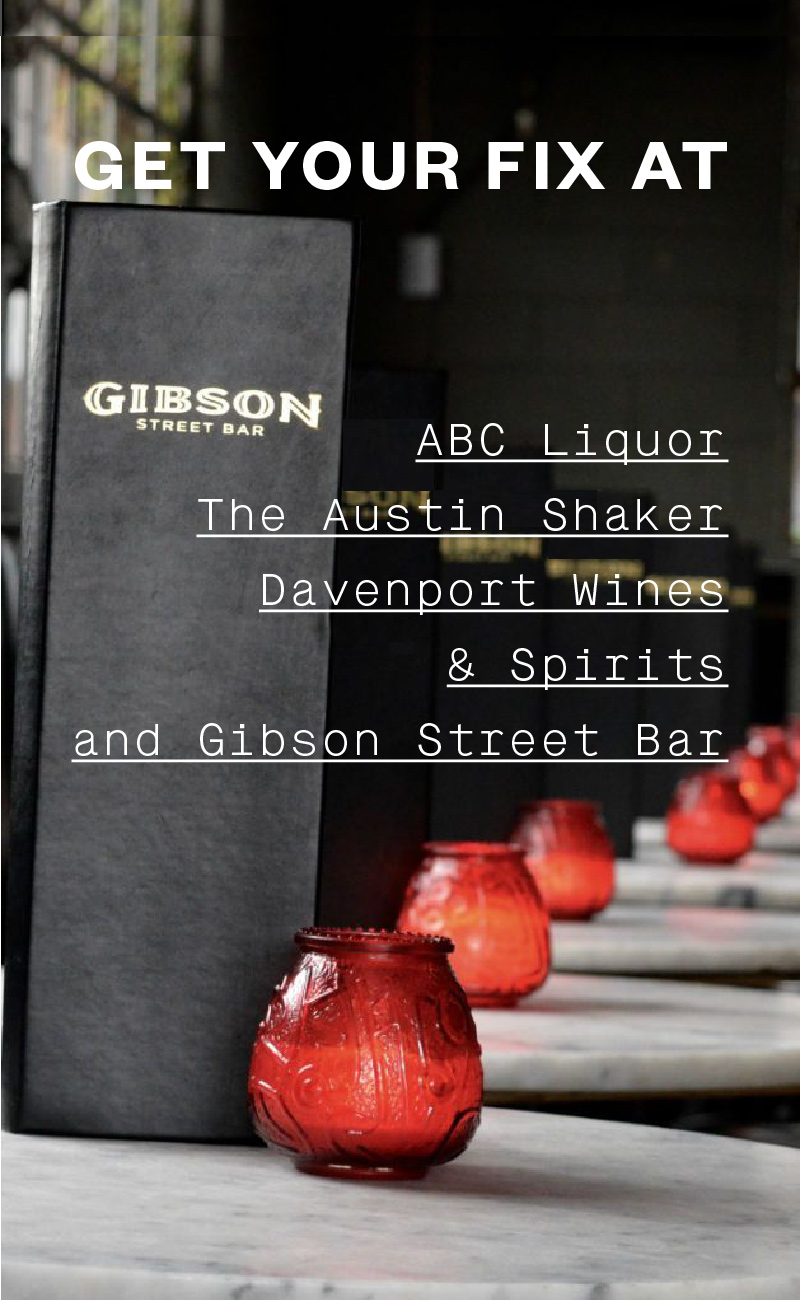 GET YOUR FIX AT
GIBSON
STREET BAR
ABC Liquor
The Austin Shaker
Davenport Wines
& Spirits
and Gibson Street Bar